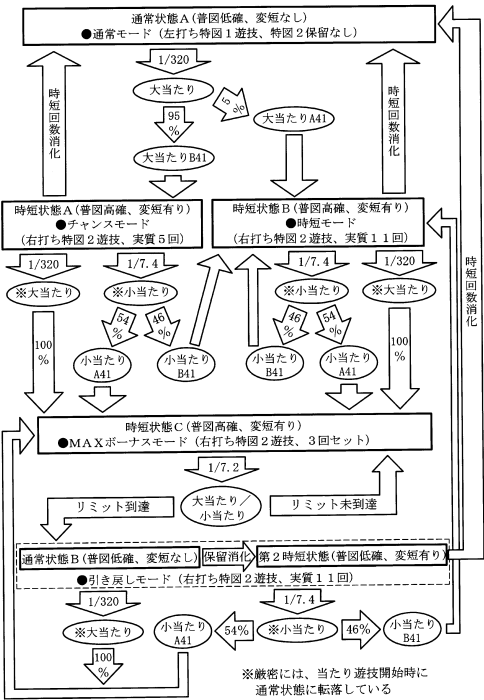 通常状態A(普図低確、変短なし)
●通常モード(左打ち特図1遊技、特図2保留なし)
1/320
大当たり
5%
95%
大当たりA41
大当たりB41
時短回数消化
時短回数消化
時短状態A(普図高確、変短有り)
●チャンスモード
(右打ち特図2遊技、実質5回)
時短状態B(普図高確、変短有り)
●時短モード
(右打ち特図2遊技、実質11回)
時短回数消化
1/320
1/7.4
1/7.4
1/320
※大当たり
※小当たり
※小当たり
※大当たり
54%
46%
46%
54%
100%
小当たりA41
小当たりB41
小当たりB41
小当たりA41
100%
時短状態C(普図高確、変短有り)
●MAXボーナスモード(右打ち特図2遊技、3回セット)
1/7.2
大当たり/小当たり
リミット到達
リミット未到達
通常状態B(普図低確、変短なし)
保留消化
第2時短状態(普図低確、変短有り)
●引き戻しモード(右打ち特図2遊技、実質11回)
1/320
1/7.4
※大当たり
小当たりA41
54%
※小当たり
46%
小当たりB41
100%
※厳密には、当たり遊技開始時に
通常状態に転落している